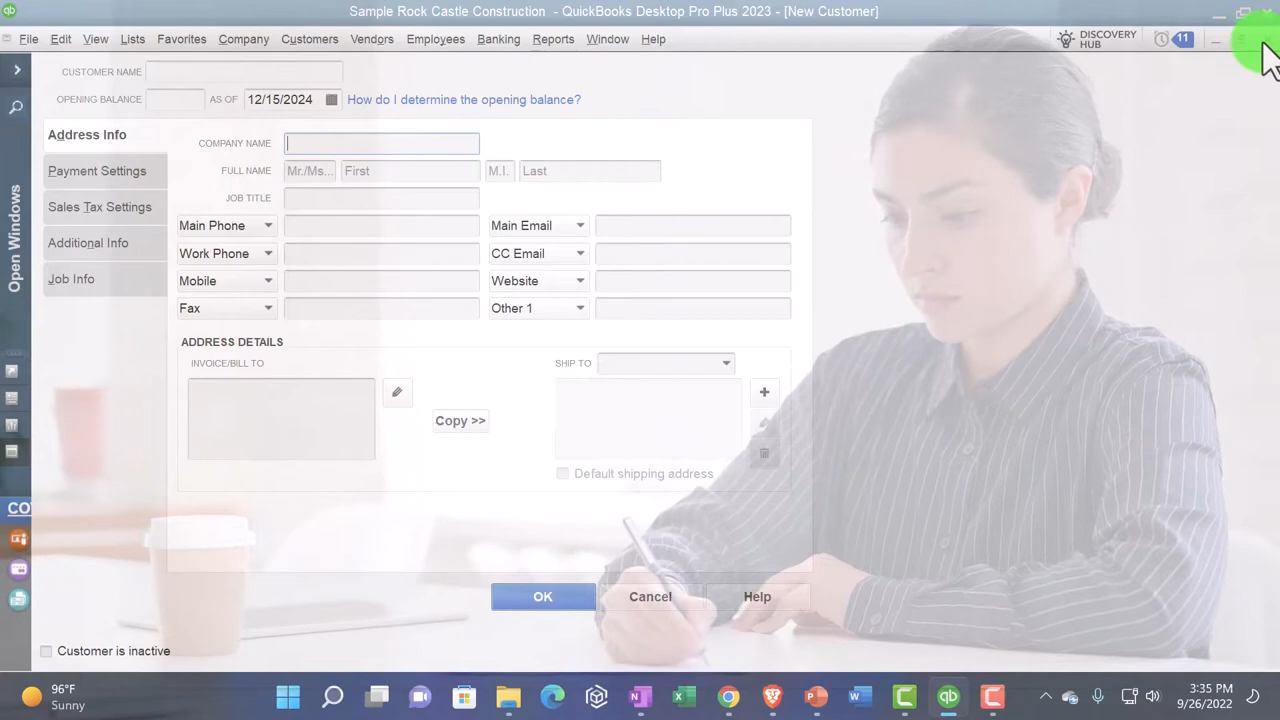 Sample Rock Castle Construction - QuickBooks Desktop Pro Plus 2023 - [New Customer]
File Edit View Lists Favorites Company Customers Vendors Employees Banking Reports Window Help
DISCOVERY HUB 11
CUSTOMER NAME
OPENING BALANCE AS OF 12/15/2024 How do I determine the opening balance?
Address Info
Payment Settings
Sales Tax Settings
Additional Info
Job Info
Open Windows
COMPANY NAME
FULL NAME Mr./Ms... First M.I. Last
JOB TITLE
Main Phone Main Email
Work Phone CC Email
Mobile Website
Fax Other 1
ADDRESS DETAILS
INVOICE/BILL TO SHIP TO
Copy >>
Default shipping address
OK Cancel Help
Customer is inactive
96°F
Sunny
3:35 PM
9/26/2022